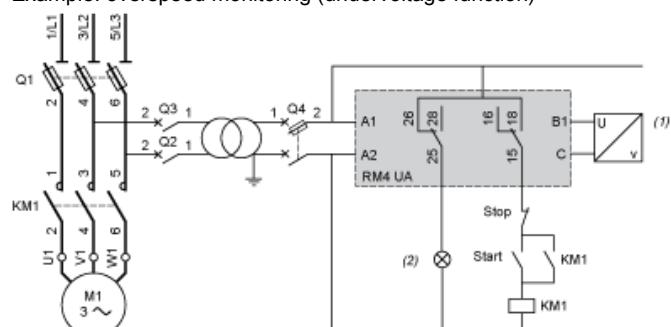 Example: overspeed monitoring (undervoltage function)
1/L1 3/L2 5/L3
Q1
2 4 6
2 Q3 1
2 Q2 1
1 Q4 2
A1
A2
26 28
25
16 18
15
B1
C
RM4 UA
U
v
(1)
1 3 5
KM1
2 4 6
U1 V1 W1
M1
3
(2)
Stop
Start
KM1
KM1